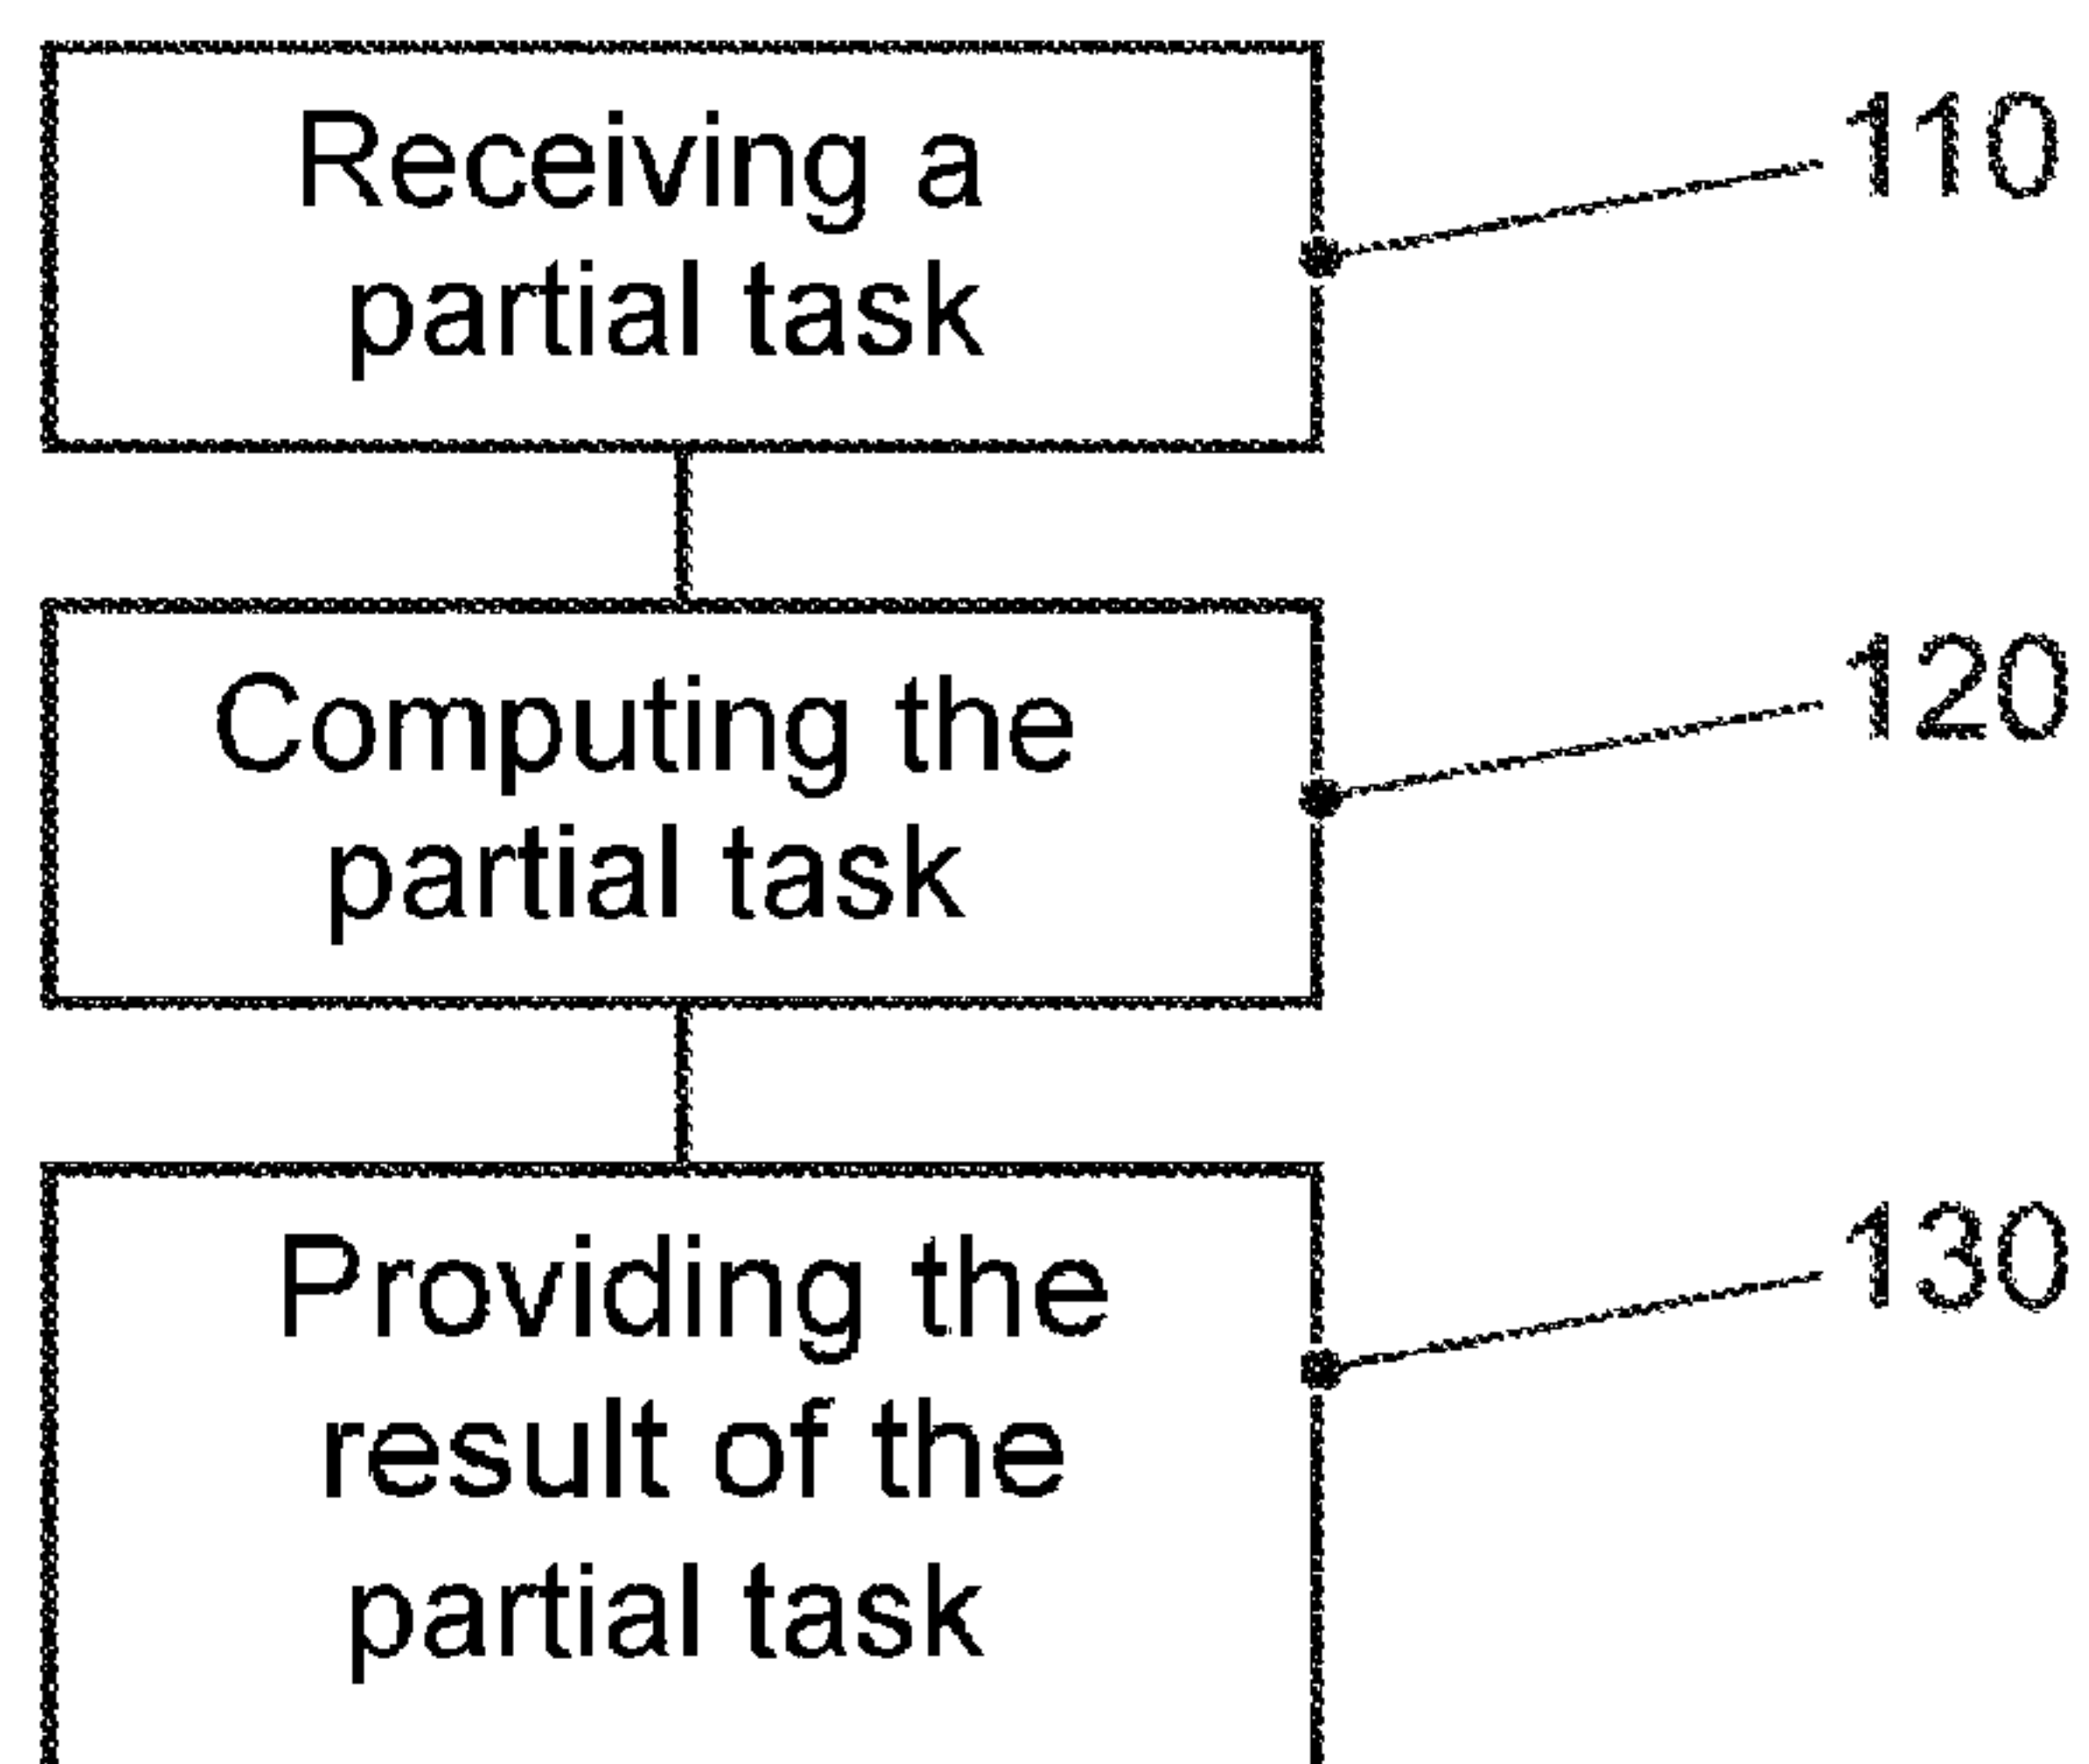 Receiving a
partial task
110
Computing the
partial task
120
Providing the
result of the
partial task
130